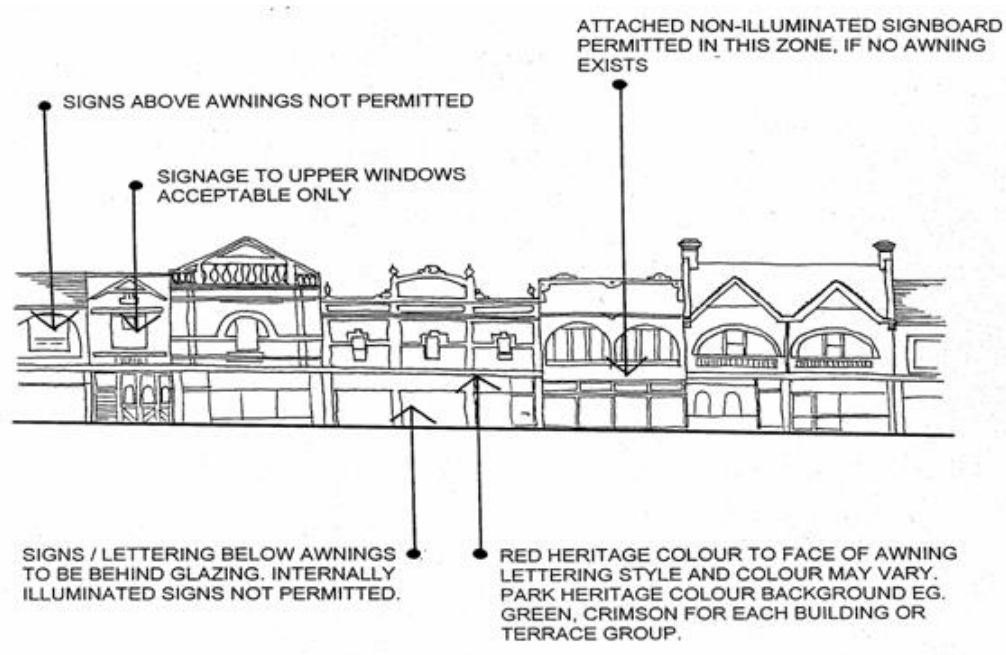 ATTACHED NON-ILLUMINATED SIGNBOARD
PERMITTED IN THIS ZONE, IF NO AWNING
EXISTS
SIGNS ABOVE AWNINGS NOT PERMITTED
SIGNAGE TO UPPER WINDOWS
ACCEPTABLE ONLY
SIGNS / LETTERING BELOW AWNINGS
TO BE BEHIND GLAZING. INTERNALLY
ILLUMINATED SIGNS NOT PERMITTED.
RED HERITAGE COLOUR TO FACE OF AWNING
LETTERING STYLE AND COLOUR MAY VARY.
PARK HERITAGE COLOUR BACKGROUND EG.
GREEN, CRIMSON FOR EACH BUILDING OR
TERRACE GROUP.